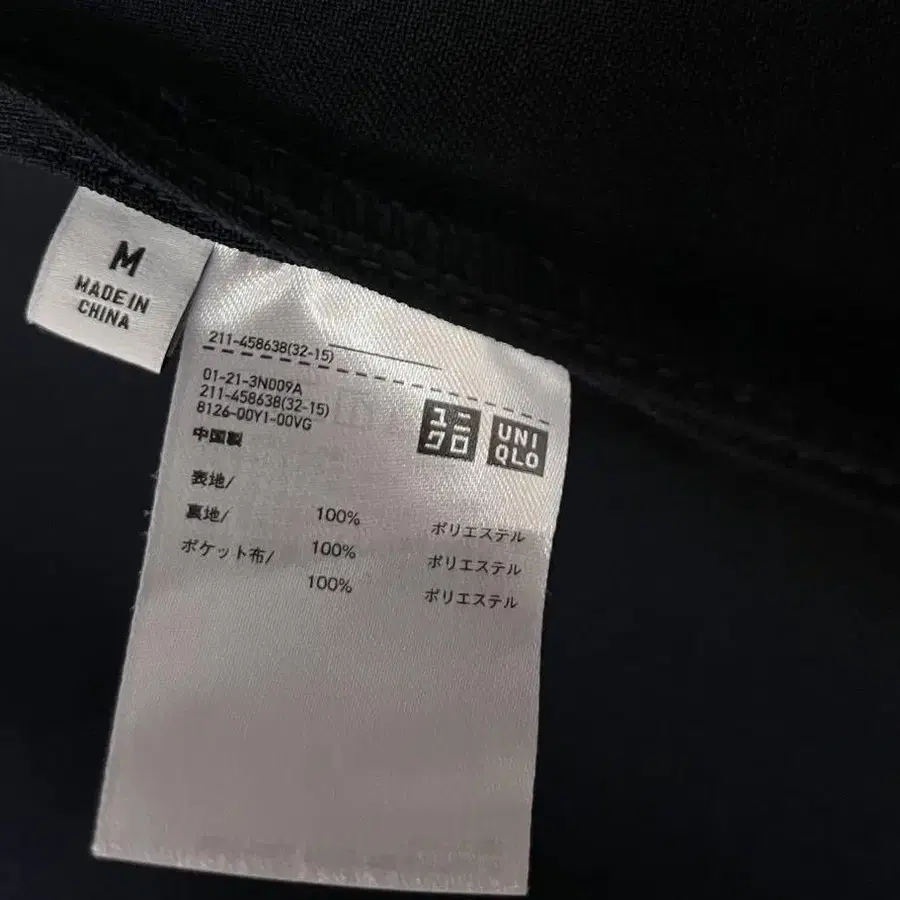 M
MADE IN
CHINA
211-458638(32-15)
01-21-3N009A
211-458638(32-15)
8126-00Y1-00VG
中国製
ユニ
クロ
UNI
QLO
表地/
100% ポリエステル
裏地/
100% ポリエステル
ポケット布/
100% ポリエステル